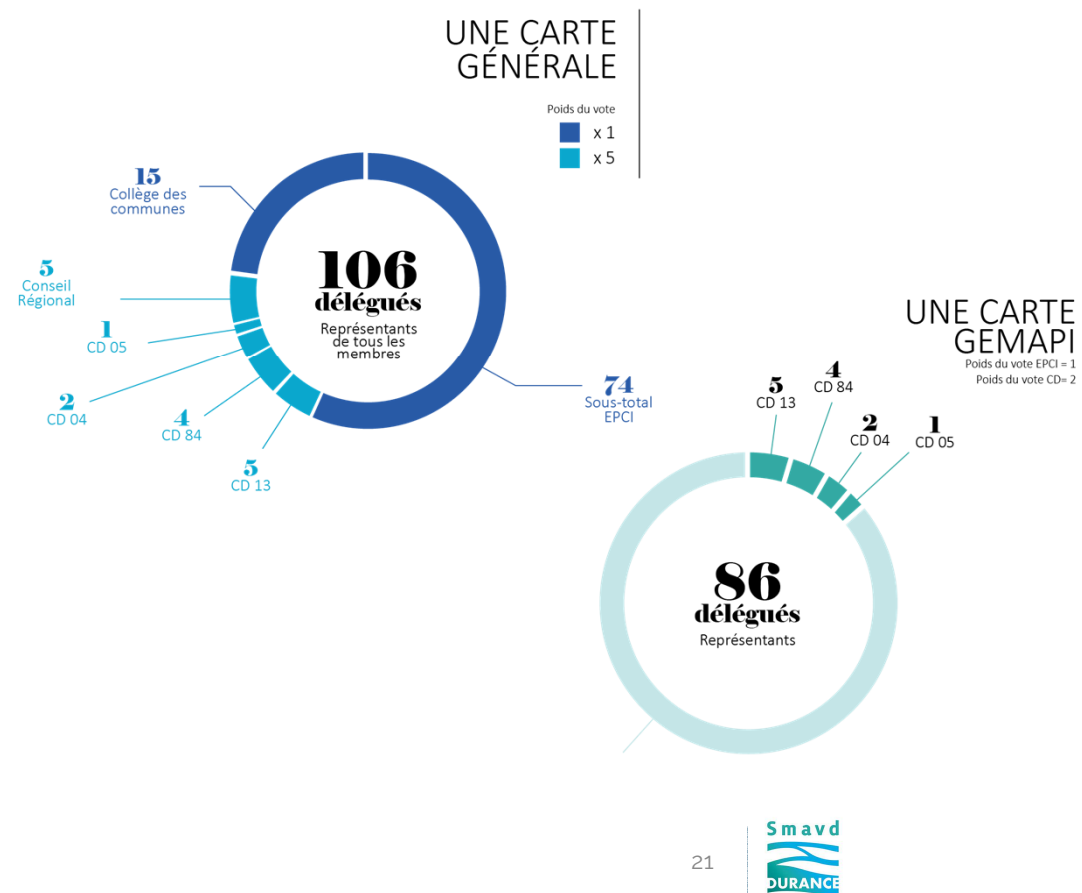 UNE CARTE
GÉNÉRALE
Poids du vote
x 1
x 5
15
Collège des
communes
5
Conseil
Régional
1
CD 05
2
CD 04
4
CD 84
5
CD 13
106
délégués
Représentants
de tous les
membres
74
Sous-total
EPCI
UNE CARTE
GEMAPI
Poids du vote EPCI = 1
Poids du vote CD= 2
5
CD 13
4
CD 84
2
CD 04
1
CD 05
86
délégués
Représentants
21
Smavd
DURANCE